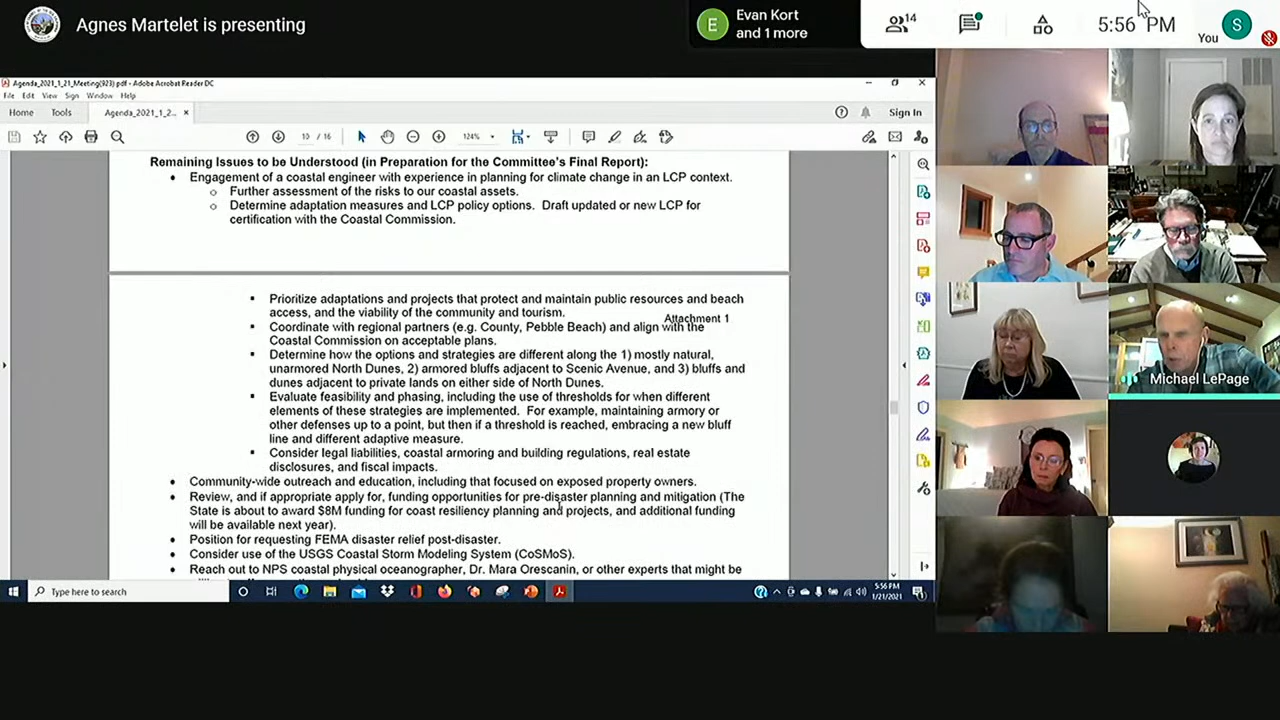 Agnes Martelet is presenting
E
Evan Kort
and 1 more
14
5:56 PM
You
S
Agenda_2021_1_21_Meeting(923).pdf - Adobe Acrobat Reader DC
File Edit View Sign Window Help
Home Tools Agenda_2021_1_2... × Sign In
10 / 16 124%
Remaining Issues to be Understood (in Preparation for the Committee's Final Report):
• Engagement of a coastal engineer with experience in planning for climate change in an LCP context.
o Further assessment of the risks to our coastal assets.
o Determine adaptation measures and LCP policy options. Draft updated or new LCP for
certification with the Coastal Commission.
▪ Prioritize adaptations and projects that protect and maintain public resources and beach
access, and the viability of the community and tourism.
Attachment 1
▪ Coordinate with regional partners (e.g. County, Pebble Beach) and align with the
Coastal Commission on acceptable plans.
▪ Determine how the options and strategies are different along the 1) mostly natural,
unarmored North Dunes, 2) armored bluffs adjacent to Scenic Avenue, and 3) bluffs and
dunes adjacent to private lands on either side of North Dunes.
▪ Evaluate feasibility and phasing, including the use of thresholds for when different
elements of these strategies are implemented. For example, maintaining armory or
other defenses up to a point, but then if a threshold is reached, embracing a new bluff
line and different adaptive measure.
▪ Consider legal liabilities, coastal armoring and building regulations, real estate
disclosures, and fiscal impacts.
• Community-wide outreach and education, including that focused on exposed property owners.
• Review, and if appropriate apply for, funding opportunities for pre-disaster planning and mitigation (The
State is about to award $8M funding for coast resiliency planning and projects, and additional funding
will be available next year).
• Position for requesting FEMA disaster relief post-disaster.
• Consider use of the USGS Coastal Storm Modeling System (CoSMoS).
• Reach out to NPS coastal physical oceanographer, Dr. Mara Orescanin, or other experts that might be
Michael LePage
Type here to search
5:56 PM
1/21/2021